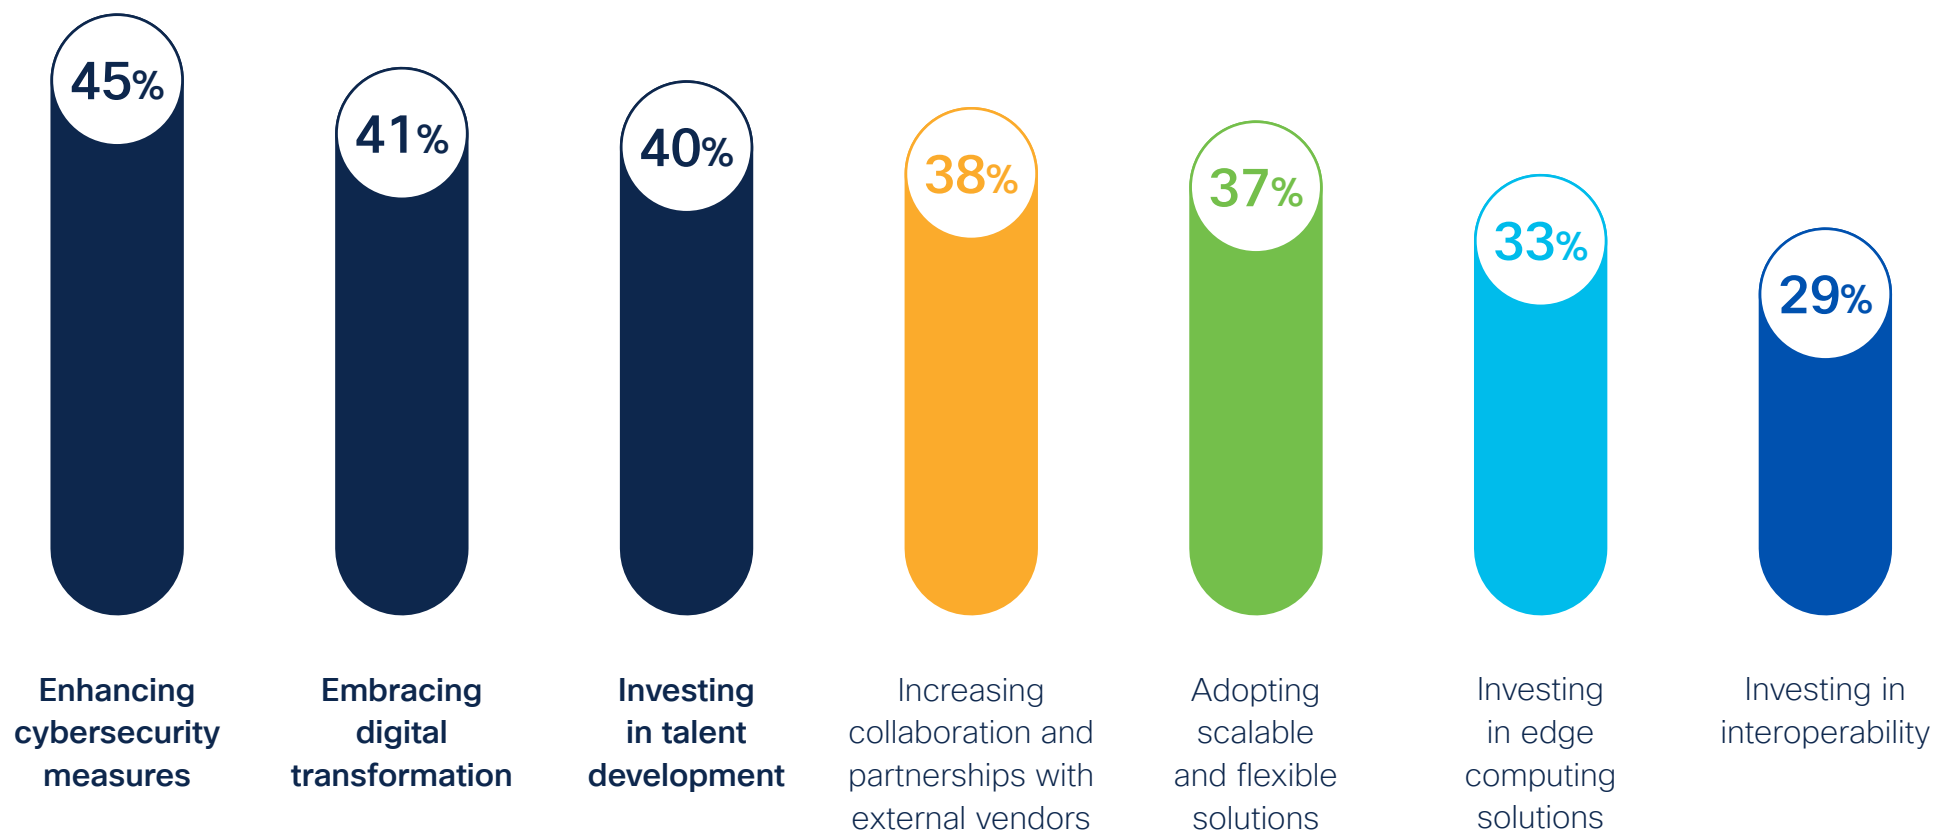 45%
41%
40%
38%
37%
33%
29%
Enhancing
cybersecurity
measures
Embracing
digital
transformation
Investing
in talent
development
Increasing
collaboration and
partnerships with
external vendors
Adopting
scalable
and flexible
solutions
Investing
in edge
computing
solutions
Investing in
interoperability